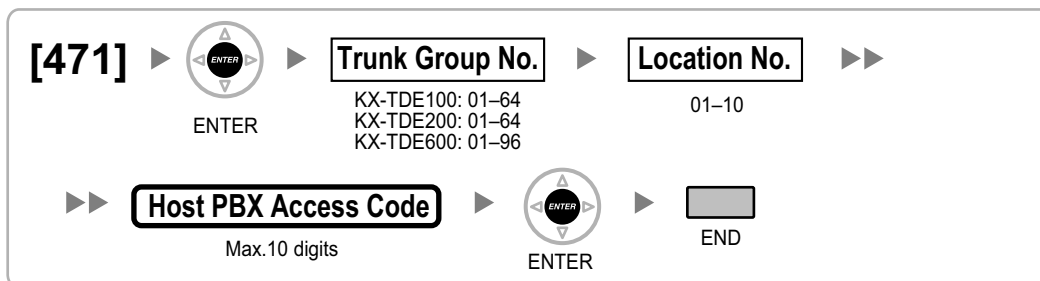 [471]
ENTER
ENTER
Trunk Group No.
KX-TDE100: 01–64
KX-TDE200: 01–64
KX-TDE600: 01–96
Location No.
01–10
Host PBX Access Code
Max.10 digits
ENTER
ENTER
END